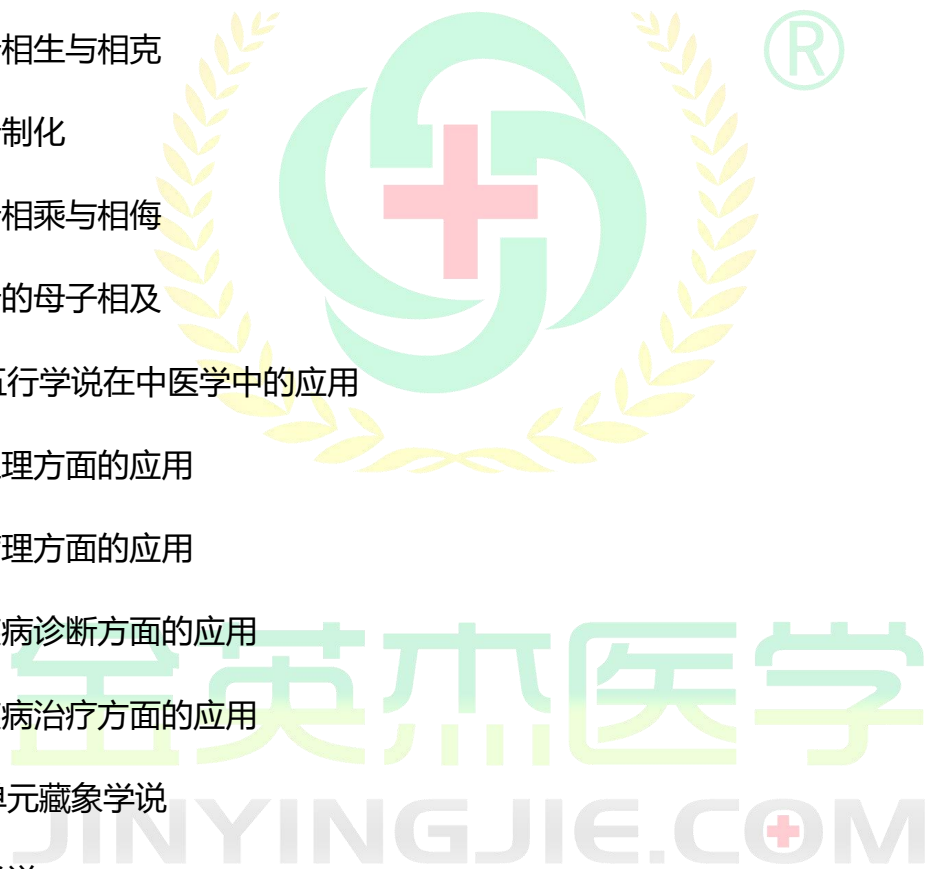 相生与相克
®
制化
相乘与相侮
的母子相及
行学说在中医学中的应用
理方面的应用
理方面的应用
病诊断方面的应用
金英杰医学
病治疗方面的应用
元藏象学说
JINYINGJIE.COM